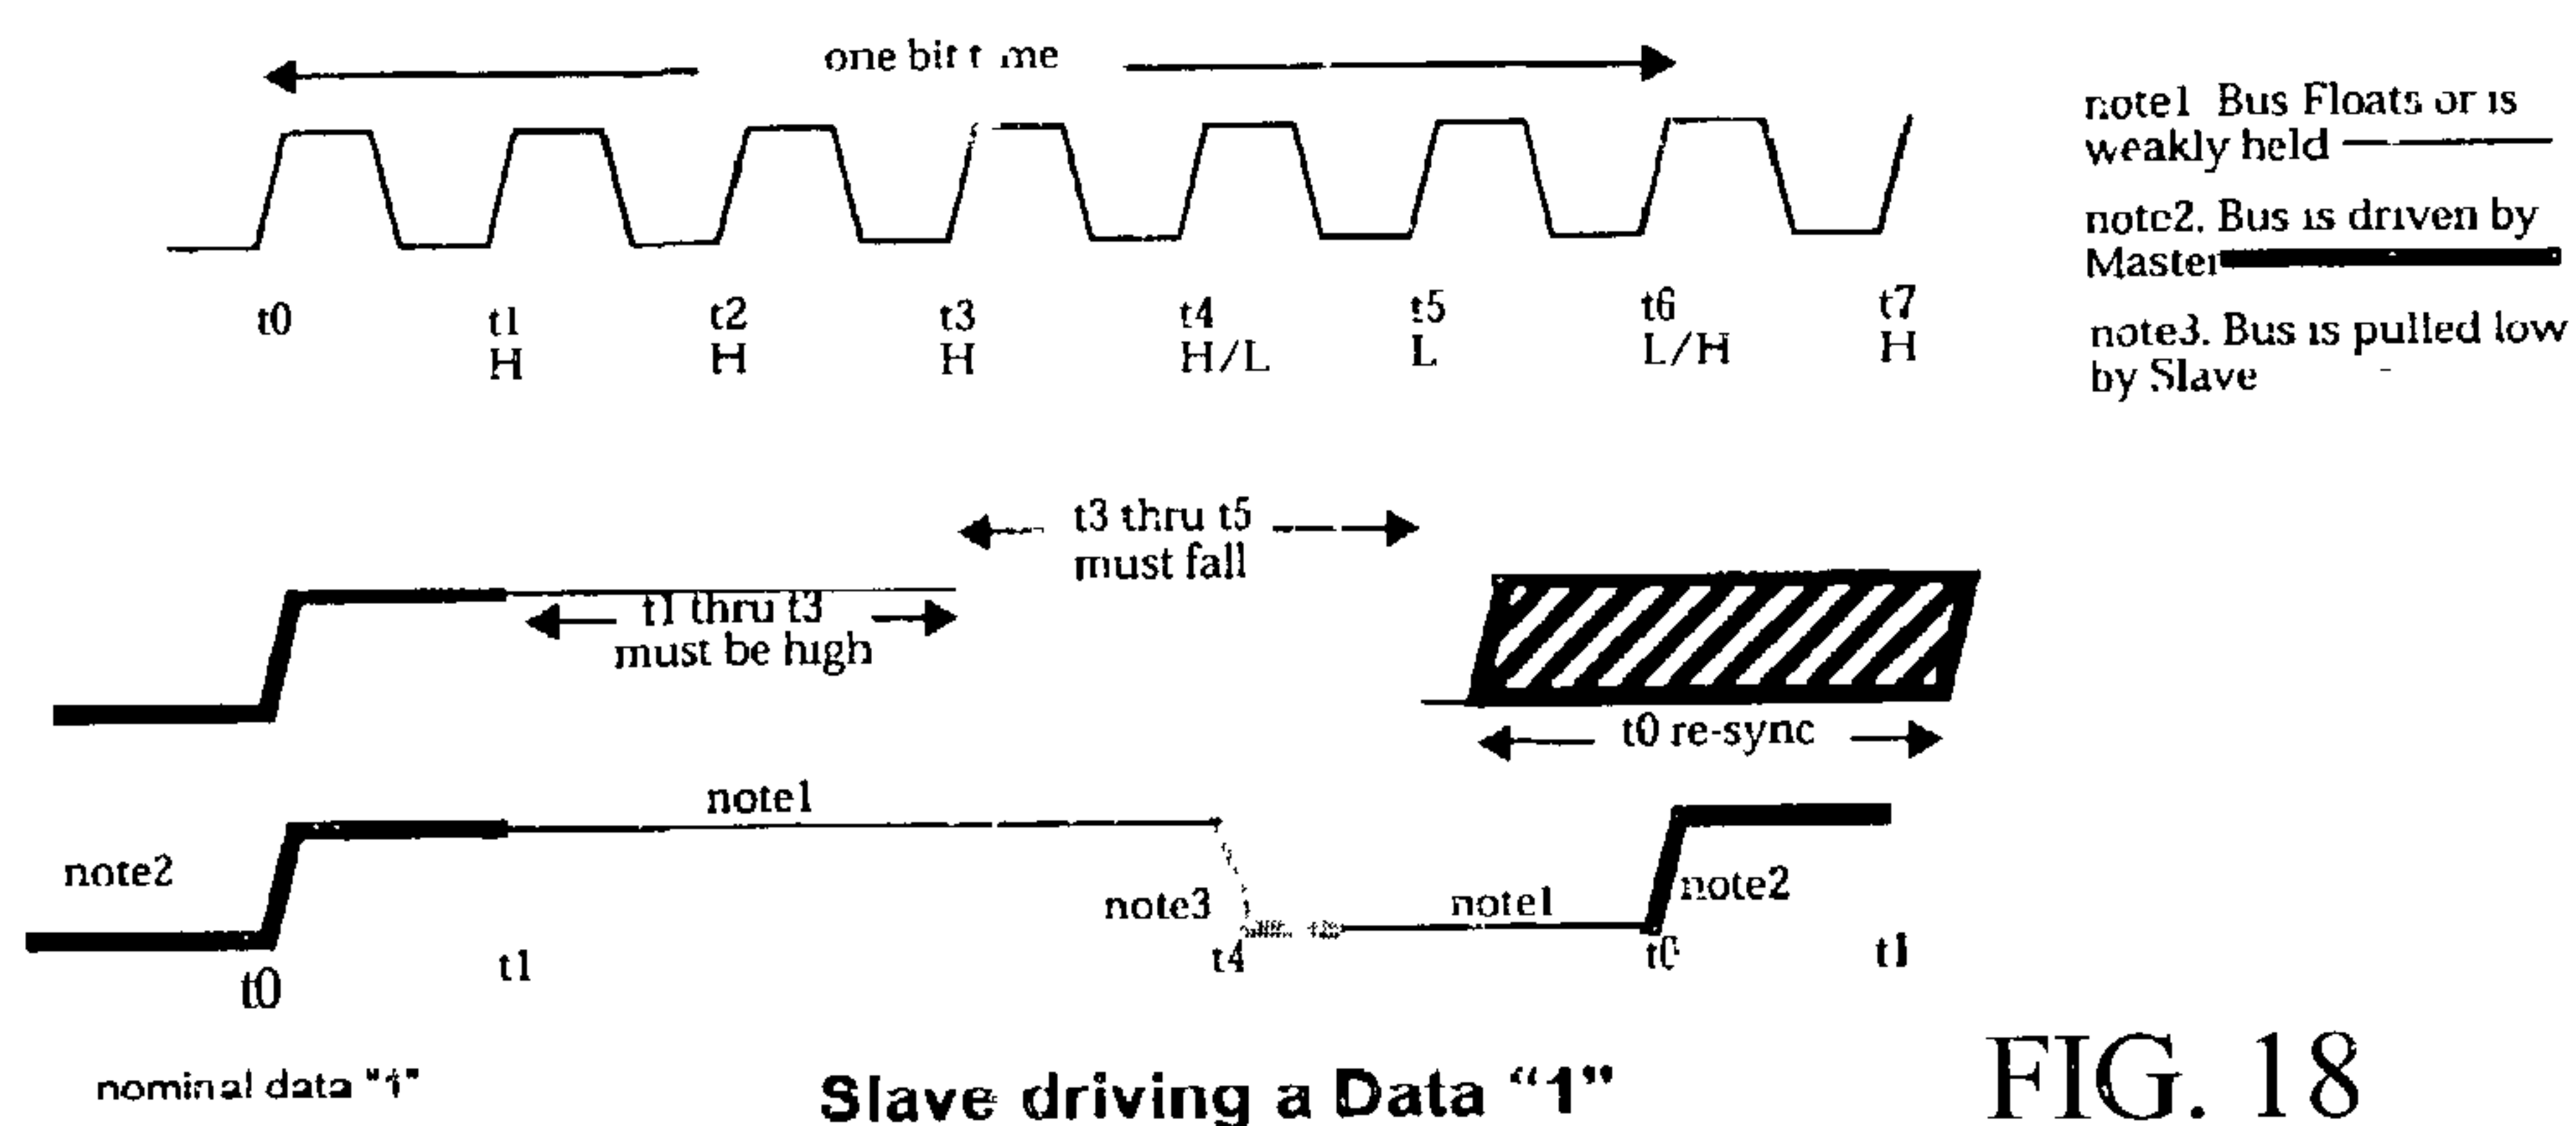 one bit time
note1 Bus Floats or is
weakly held
note2. Bus is driven by
Master
note3. Bus is pulled low
by Slave
t0 t1 t2 t3 t4 t5 t6 t7
H H H H/L L L/H H
t3 thru t5
must fall
t1 thru t3
must be high
t0 re-sync
note1
note2 note3 note1 note2
t0 t1 t4 t0 t1
nominal data "1"
Slave driving a Data "1"
FIG. 18